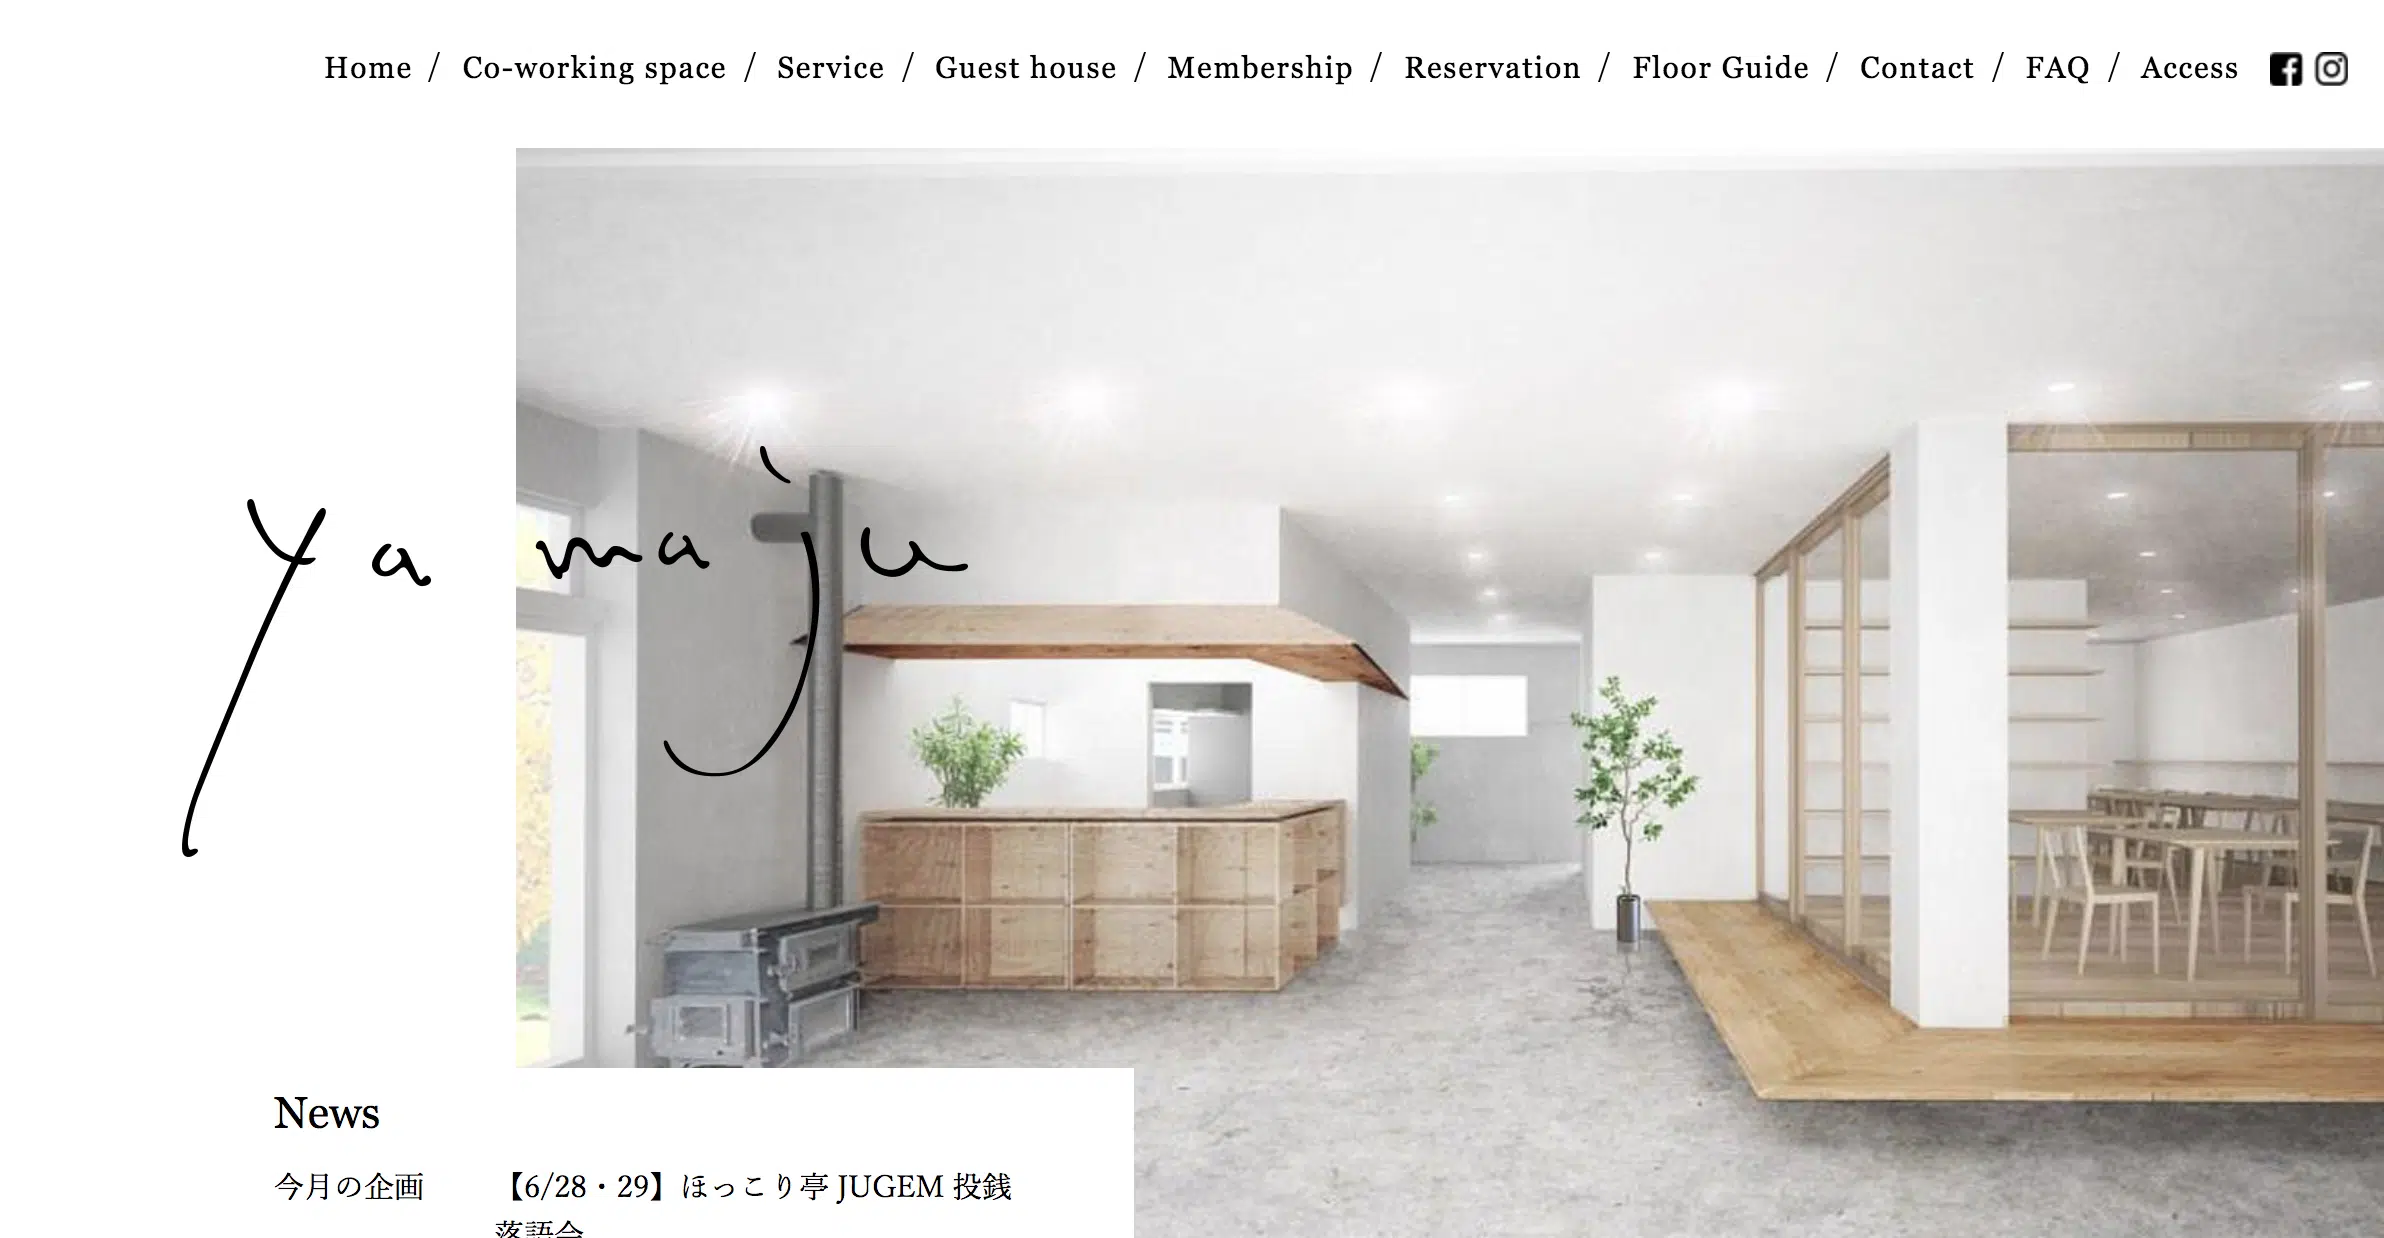 Home / Co-working space / Service / Guest house / Membership / Reservation / Floor Guide / Contact / FAQ / Access
yamaju
News
今月の企画 【6/28・29】ほっこり亭 JUGEM 投銭
落語会